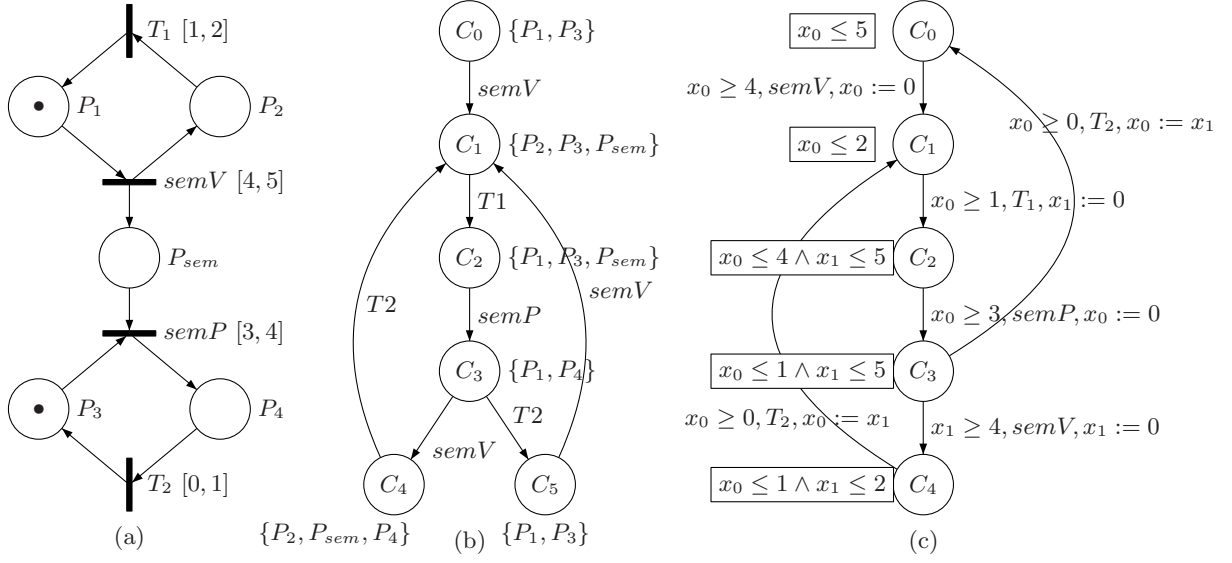 T1 [1, 2]
P1
P2
semV [4, 5]
Psem
semP [3, 4]
P3
P4
T2 [0, 1]
(a)
C0 {P1, P3}
semV
C1 {P2, P3, Psem}
T1
C2 {P1, P3, Psem}
T2
semV
semP
C3 {P1, P4}
T2
semV
C4
C5
{P2, Psem, P4}
{P1, P3}
(b)
x0 ≤ 5
C0
x0 ≥ 4, semV, x0 := 0
x0 ≥ 0, T2, x0 := x1
x0 ≤ 2
C1
x0 ≥ 1, T1, x1 := 0
x0 ≤ 4 ∧ x1 ≤ 5
C2
x0 ≥ 3, semP, x0 := 0
x0 ≤ 1 ∧ x1 ≤ 5
C3
x0 ≥ 0, T2, x0 := x1
x1 ≥ 4, semV, x1 := 0
x0 ≤ 1 ∧ x1 ≤ 2
C4
(c)